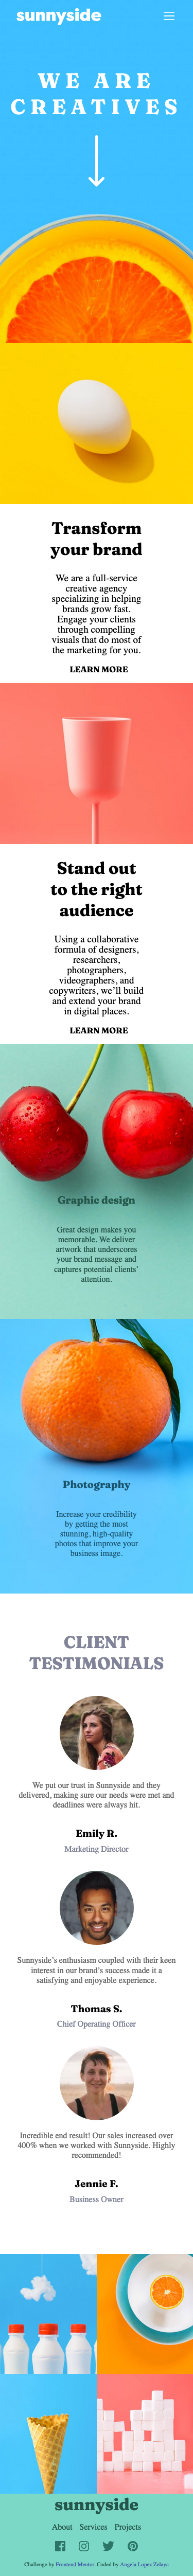 sunnyside
WE ARE
CREATIVES
Transform
your brand
We are a full-service
creative agency
specializing in helping
brands grow fast.
Engage your clients
through compelling
visuals that do most of
the marketing for you.
LEARN MORE
Stand out
to the right
audience
Using a collaborative
formula of designers,
researchers,
photographers,
videographers, and
copywriters, we’ll build
and extend your brand
in digital places.
LEARN MORE
Graphic design
Great design makes you
memorable. We deliver
artwork that underscores
your brand message and
captures potential clients’
attention.
Photography
Increase your credibility
by getting the most
stunning, high-quality
photos that improve your
business image.
CLIENT
TESTIMONIALS
We put our trust in Sunnyside and they
delivered, making sure our needs were met and
deadlines were always hit.
Emily R.
Marketing Director
Sunnyside’s enthusiasm coupled with their keen
interest in our brand’s success made it a
satisfying and enjoyable experience.
Thomas S.
Chief Operating Officer
Incredible end result! Our sales increased over
400% when we worked with Sunnyside. Highly
recommended!
Jennie F.
Business Owner
sunnyside
About Services Projects
Challenge by Frontend Mentor. Coded by Angela Lopez Zelaya